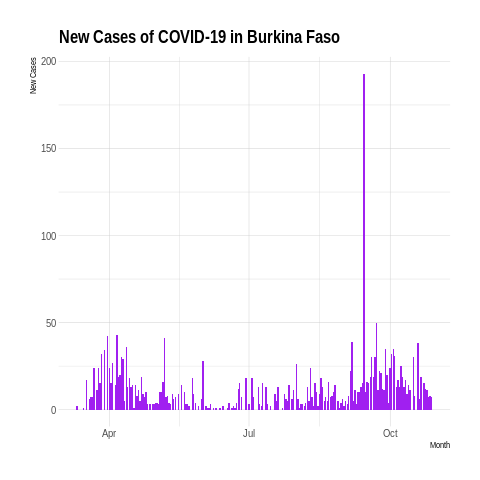 New Cases of COVID-19 in Burkina Faso
New Cases
200
150
100
50
0
Apr
Jul
Oct
Month